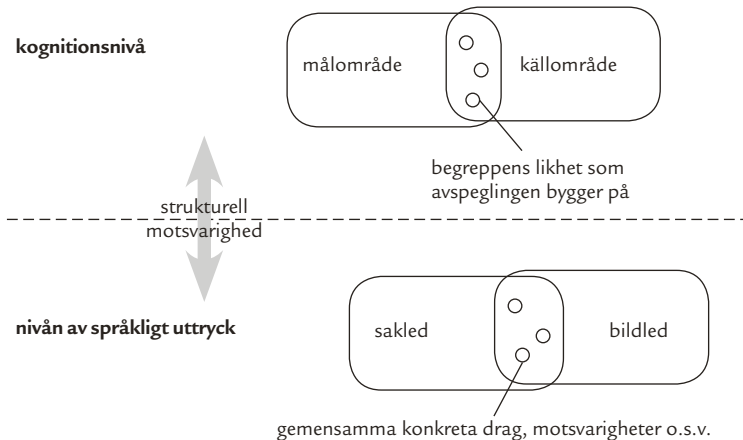 kognitionsnivå
målområde
källområde
begreppens likhet som
avspeglingen bygger på
strukturell
motsvarighed
nivån av språkligt uttryck
sakled
bildled
gemensamma konkreta drag, motsvarigheter o.s.v.